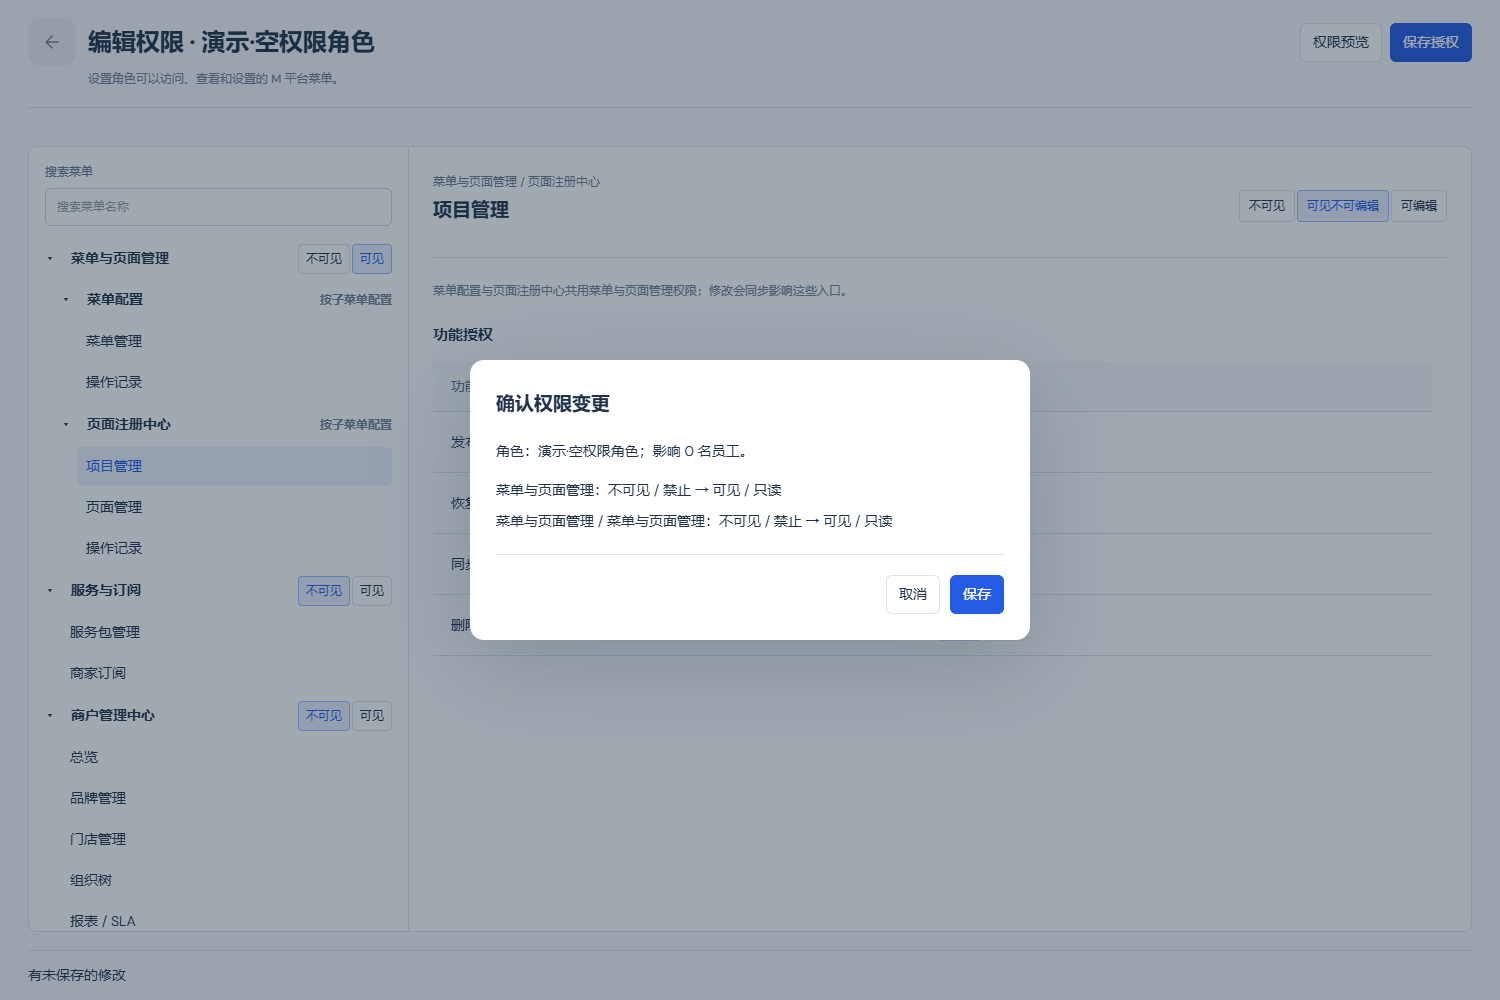 编辑权限 · 演示·空权限角色
设置角色可以访问、查看和设置的 M 平台菜单。
权限预览
保存授权
搜索菜单
搜索菜单名称
菜单与页面管理
不可见
可见
菜单配置
按子菜单配置
菜单管理
操作记录
页面注册中心
按子菜单配置
项目管理
页面管理
操作记录
服务与订阅
不可见
可见
服务包管理
商家订阅
商户管理中心
不可见
可见
总览
品牌管理
门店管理
组织树
报表 / SLA
菜单与页面管理 / 页面注册中心
项目管理
不可见
可见不可编辑
可编辑
菜单配置与页面注册中心共用菜单与页面管理权限；修改会同步影响这些入口。
功能授权
确认权限变更
角色：演示·空权限角色；影响 0 名员工。
菜单与页面管理：不可见 / 禁止 → 可见 / 只读
菜单与页面管理 / 菜单与页面管理：不可见 / 禁止 → 可见 / 只读
取消
保存
有未保存的修改